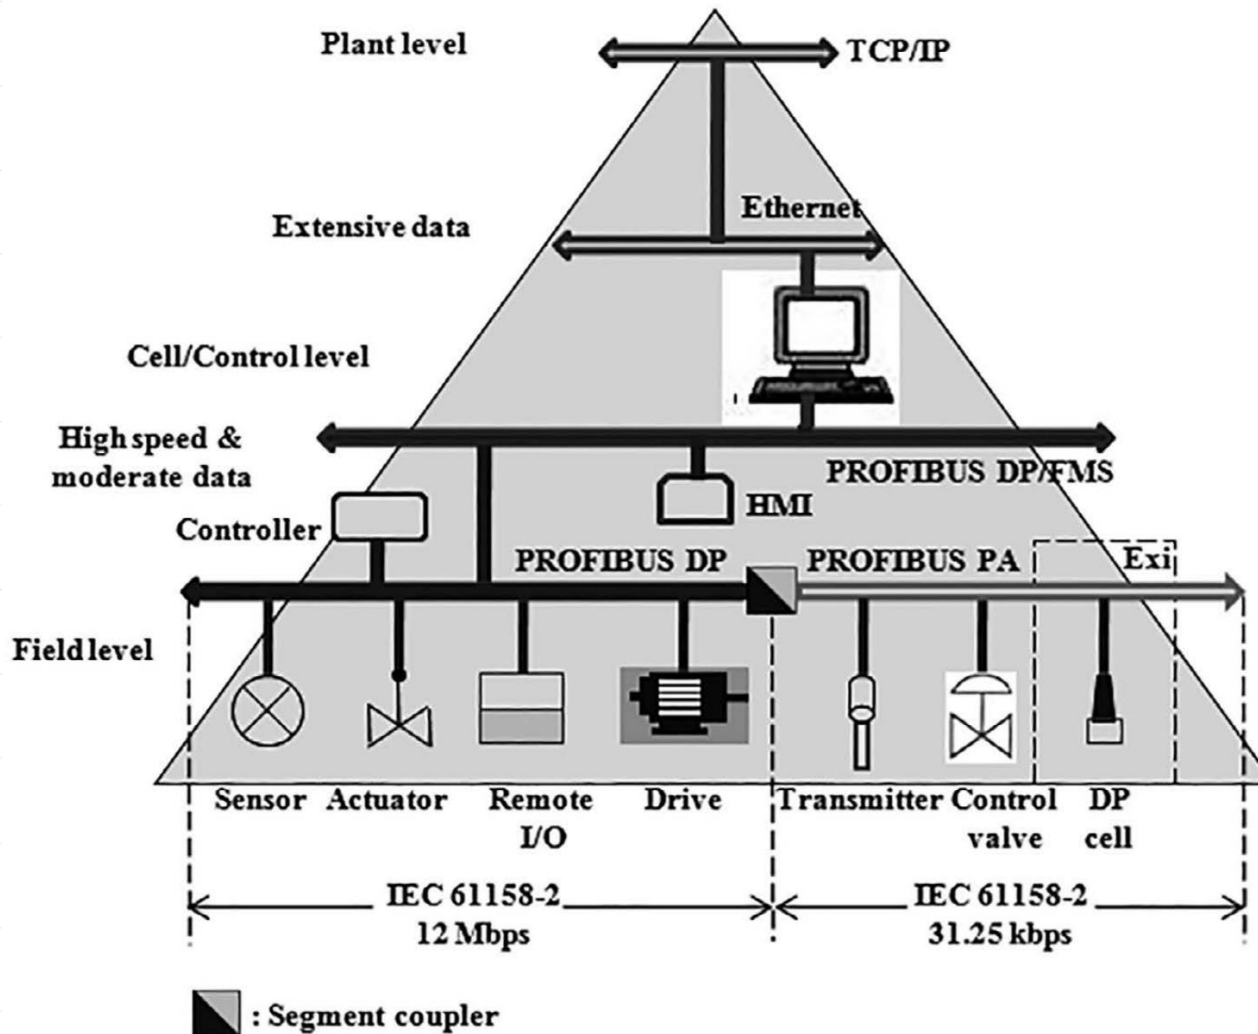 Plant level
TCP/IP
Ethernet
Extensive data
Cell/Control level
High speed &
moderate data
PROFIBUS DP/FMS
HMI
Controller
PROFIBUS DP
PROFIBUS PA
Exi
Field level
Sensor
Actuator
Remote
I/O
Drive
Transmitter
Control
valve
DP
cell
IEC 61158-2
12 Mbps
IEC 61158-2
31.25 kbps
: Segment coupler